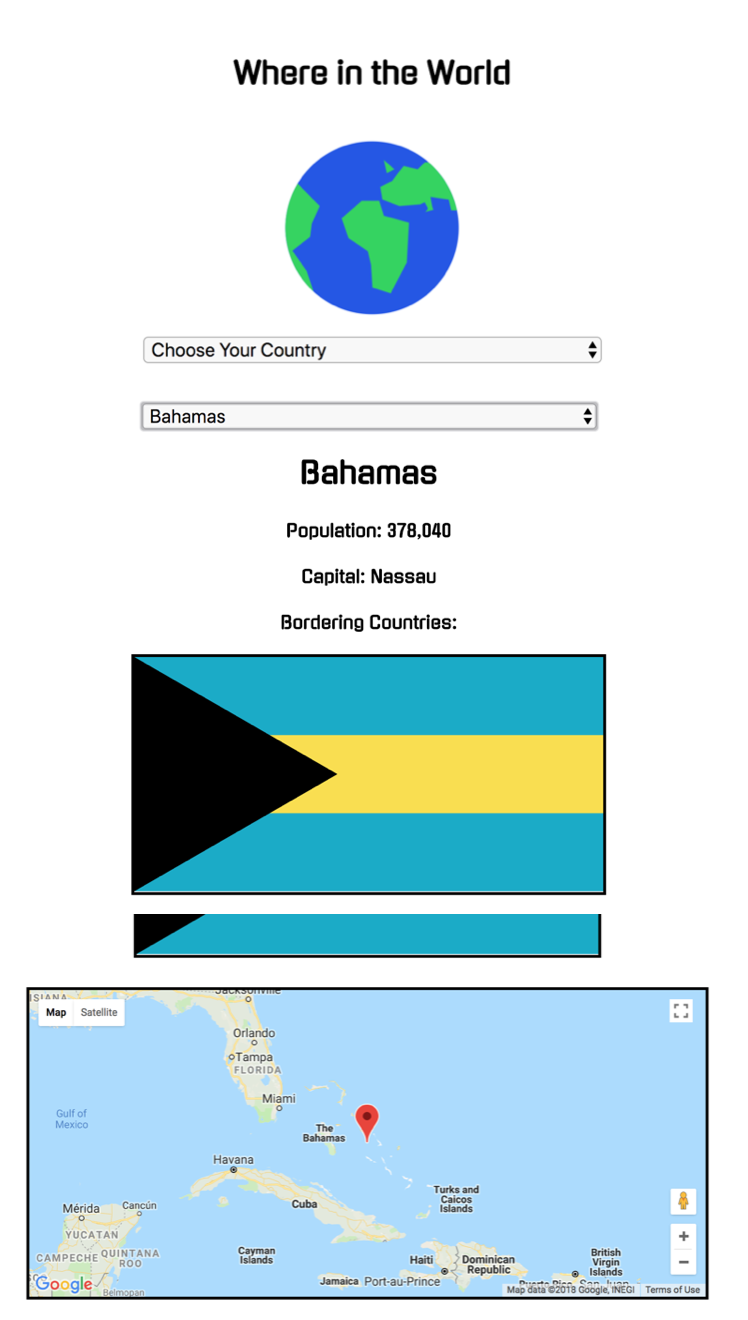 Where in the World
Choose Your Country
Bahamas
Bahamas
Population: 378,040
Capital: Nassau
Bordering Countries:
ISIANA
Jacksonville
Map Satellite
Orlando
Tampa
FLORIDA
Miami
Gulf of
Mexico
The
Bahamas
Havana
Turks and
Caicos
Islands
Mérida
Cancún
Cuba
YUCATAN
CAMPECHE
QUINTANA
ROO
Cayman
Islands
Haiti
Dominican
Republic
British
Virgin
Islands
Jamaica
Port-au-Prince
Puerto Rico
San Juan
Google
Belmopan
Map data ©2018 Google, INEGI
Terms of Use